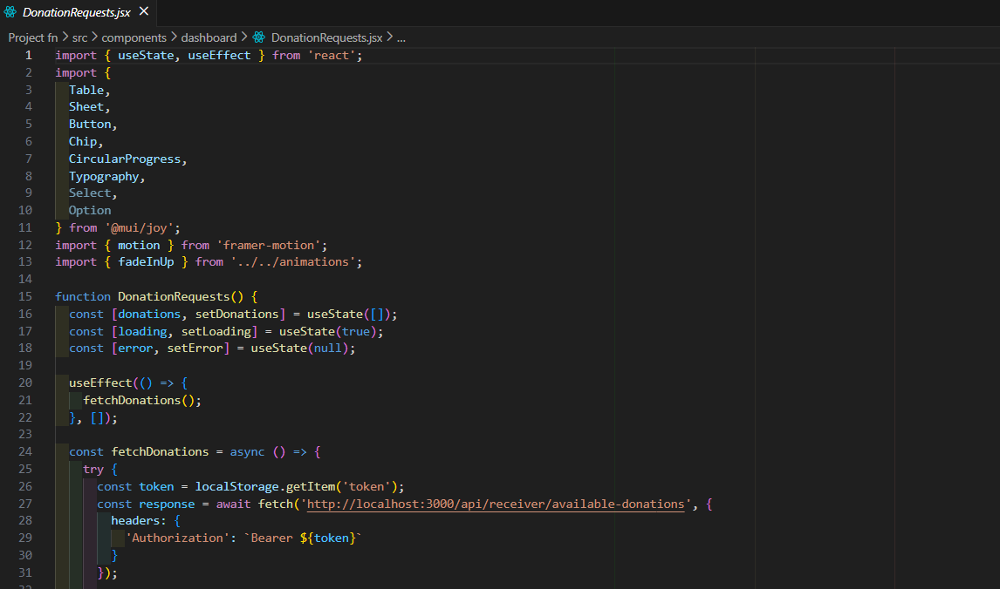 DonationRequests.jsx
Project fn > src > components > dashboard > DonationRequests.jsx > ...
1 import { useState, useEffect } from 'react';
2 import {
3   Table,
4   Sheet,
5   Button,
6   Chip,
7   CircularProgress,
8   Typography,
9   Select,
10   Option
11 } from '@mui/joy';
12 import { motion } from 'framer-motion';
13 import { fadeInUp } from '../../animations';
14
15 function DonationRequests() {
16   const [donations, setDonations] = useState([]);
17   const [loading, setLoading] = useState(true);
18   const [error, setError] = useState(null);
19
20   useEffect(() => {
21     fetchDonations();
22   }, []);
23
24   const fetchDonations = async () => {
25     try {
26       const token = localStorage.getItem('token');
27       const response = await fetch('http://localhost:3000/api/receiver/available-donations', {
28         headers: {
29           'Authorization': `Bearer ${token}`
30         }
31       });